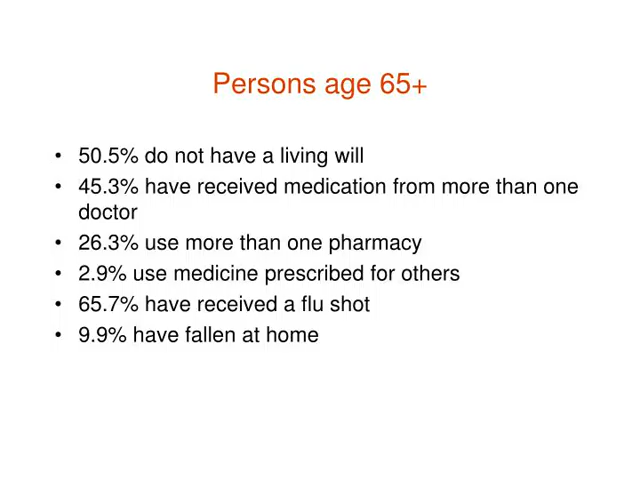 Persons age 65+
• 50.5% do not have a living will
• 45.3% have received medication from more than one
doctor
• 26.3% use more than one pharmacy
• 2.9% use medicine prescribed for others
• 65.7% have received a flu shot
• 9.9% have fallen at home